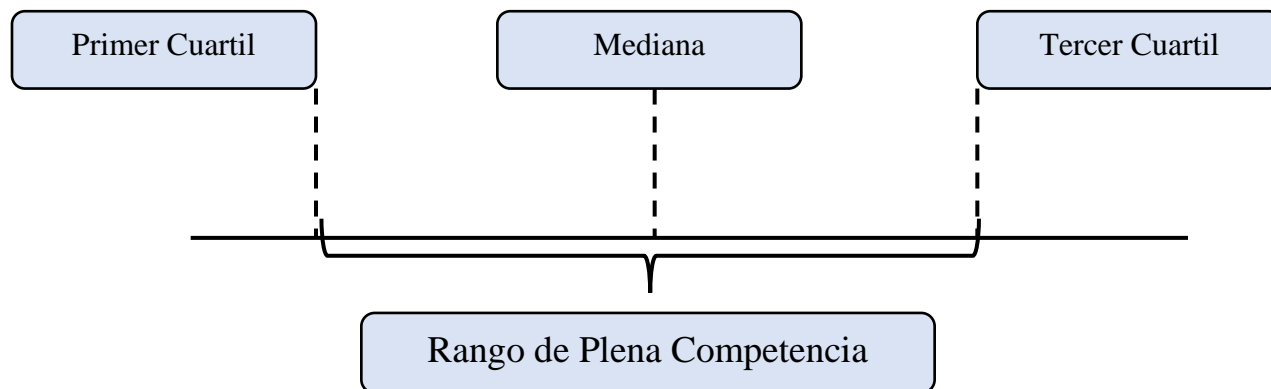 Primer Cuartil
Mediana
Tercer Cuartil
Rango de Plena Competencia